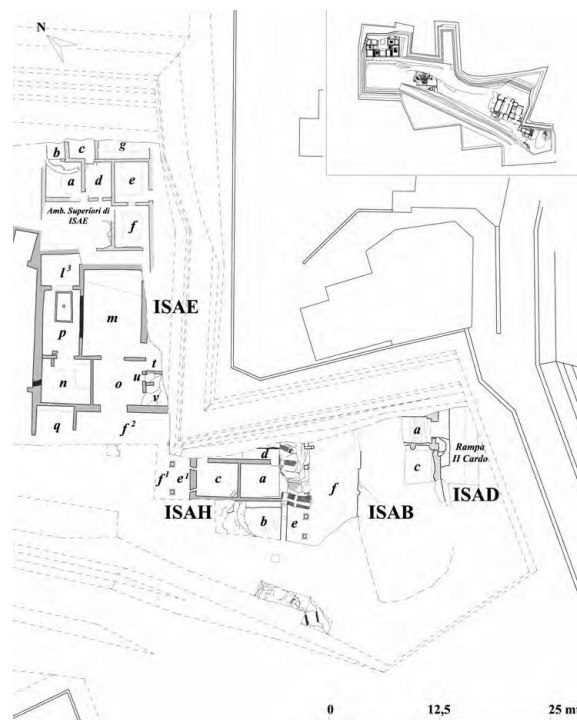 N
b c g
a d e
Amb. Superiori di
ISAE
f
l³
ISAE
p m
t
u
n o v
q
f²
a
Rampa
II Cardo
d
f¹ e¹ c a f c
ISAH ISAB ISAD
b e
0 12,5 25 mt